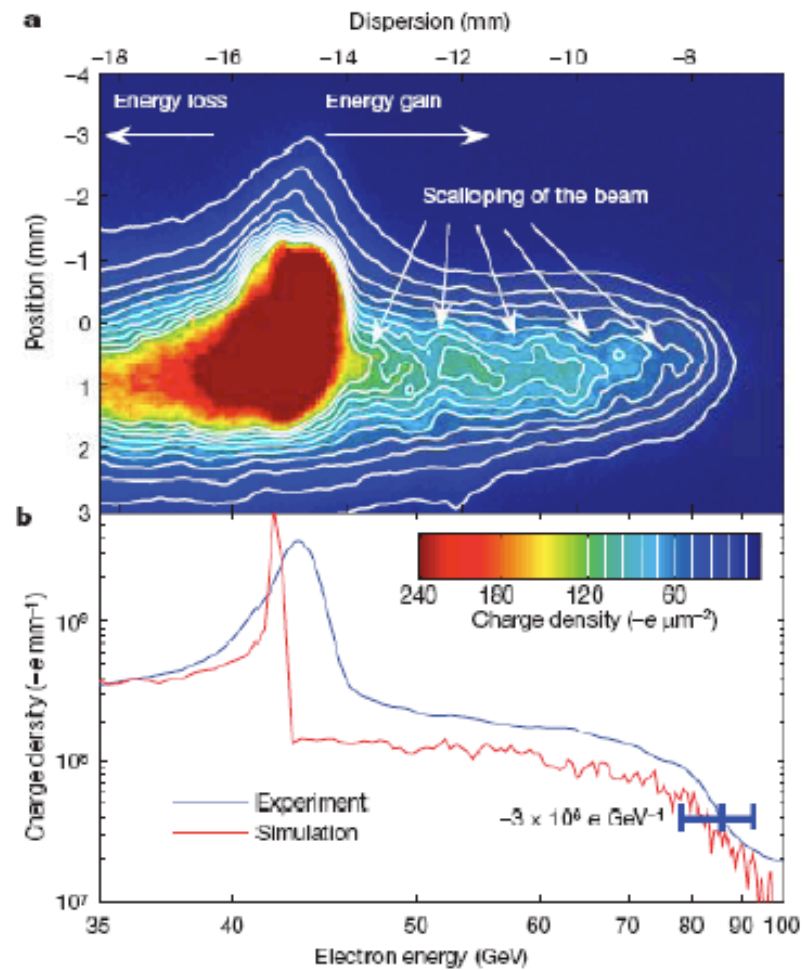 a
Dispersion (mm)
−18 −16 −14 −12 −10 −8
−4
Energy loss Energy gain
−3
Scalloping of the beam
−2
−1
Position (mm)
0
1
2
3
b
240 180 120 60
Charge density (−e µm⁻²)
10⁹
Charge density (−e mm⁻¹)
10⁸
Experiment
Simulation
−3 x 10⁶ e GeV⁻¹
10⁷
35 40 50 60 70 80 90 100
Electron energy (GeV)